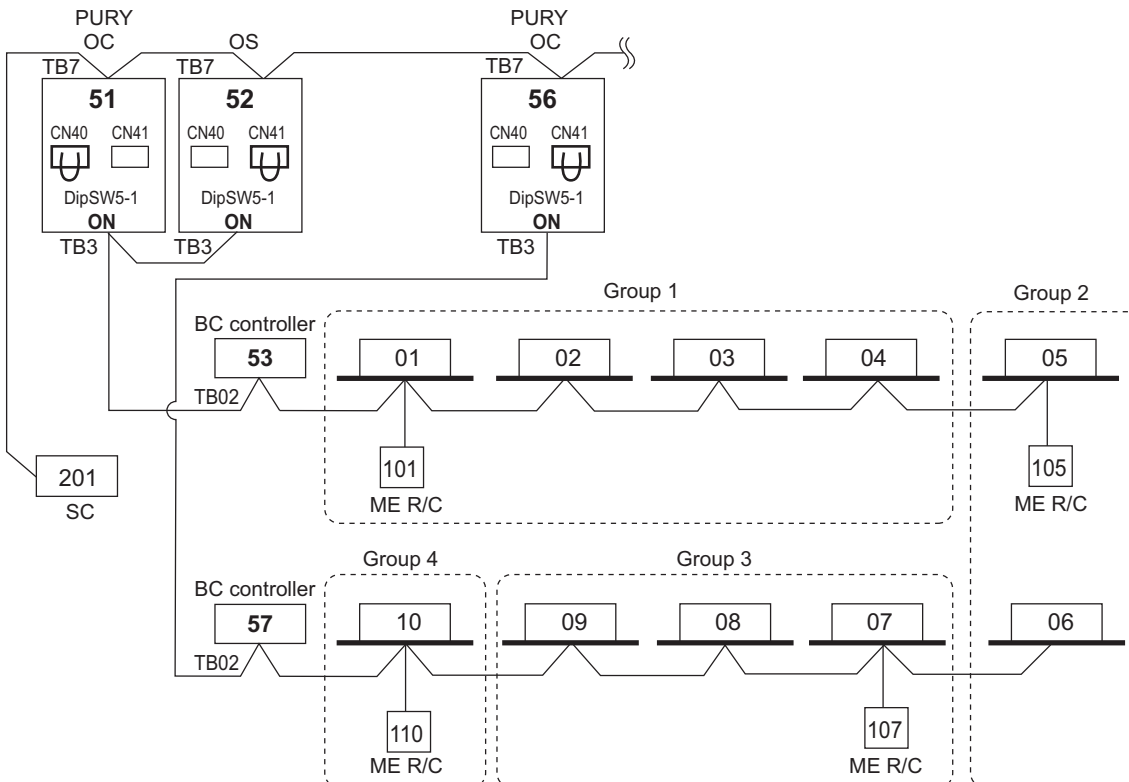 PURY PURY
OC OS OC
TB7 TB7 TB7
51 52 56
CN40 CN41 CN40 CN41 CN40 CN41
DipSW5-1 DipSW5-1 DipSW5-1
ON ON ON
TB3 TB3 TB3
Group 1 Group 2
BC controller
53 01 02 03 04 05
TB02
201 101 105
SC ME R/C ME R/C
Group 4 Group 3
BC controller
57 10 09 08 07 06
TB02
110 107
ME R/C ME R/C